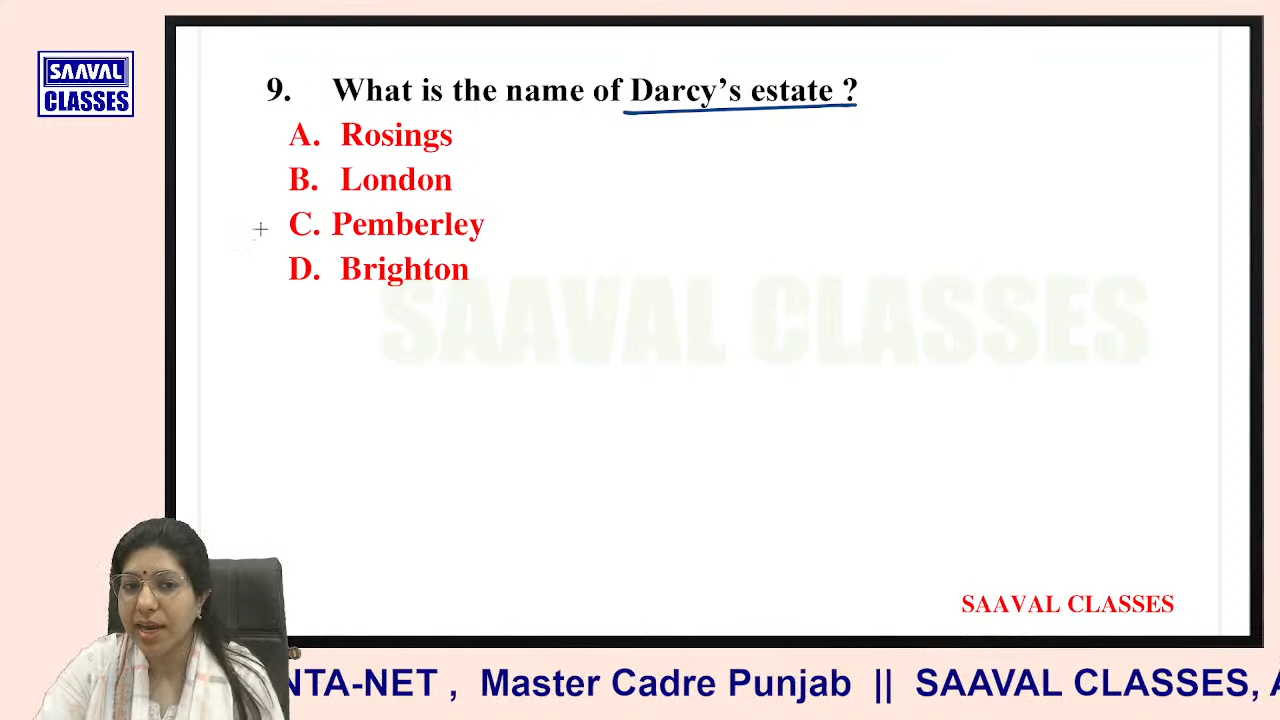 SAAVAL
CLASSES
9. What is the name of Darcy’s estate ?
A. Rosings
B. London
C. Pemberley
D. Brighton
SAAVAL CLASSES
SAAVAL CLASSES
NTA-NET , Master Cadre Punjab || SAAVAL CLASSES, A